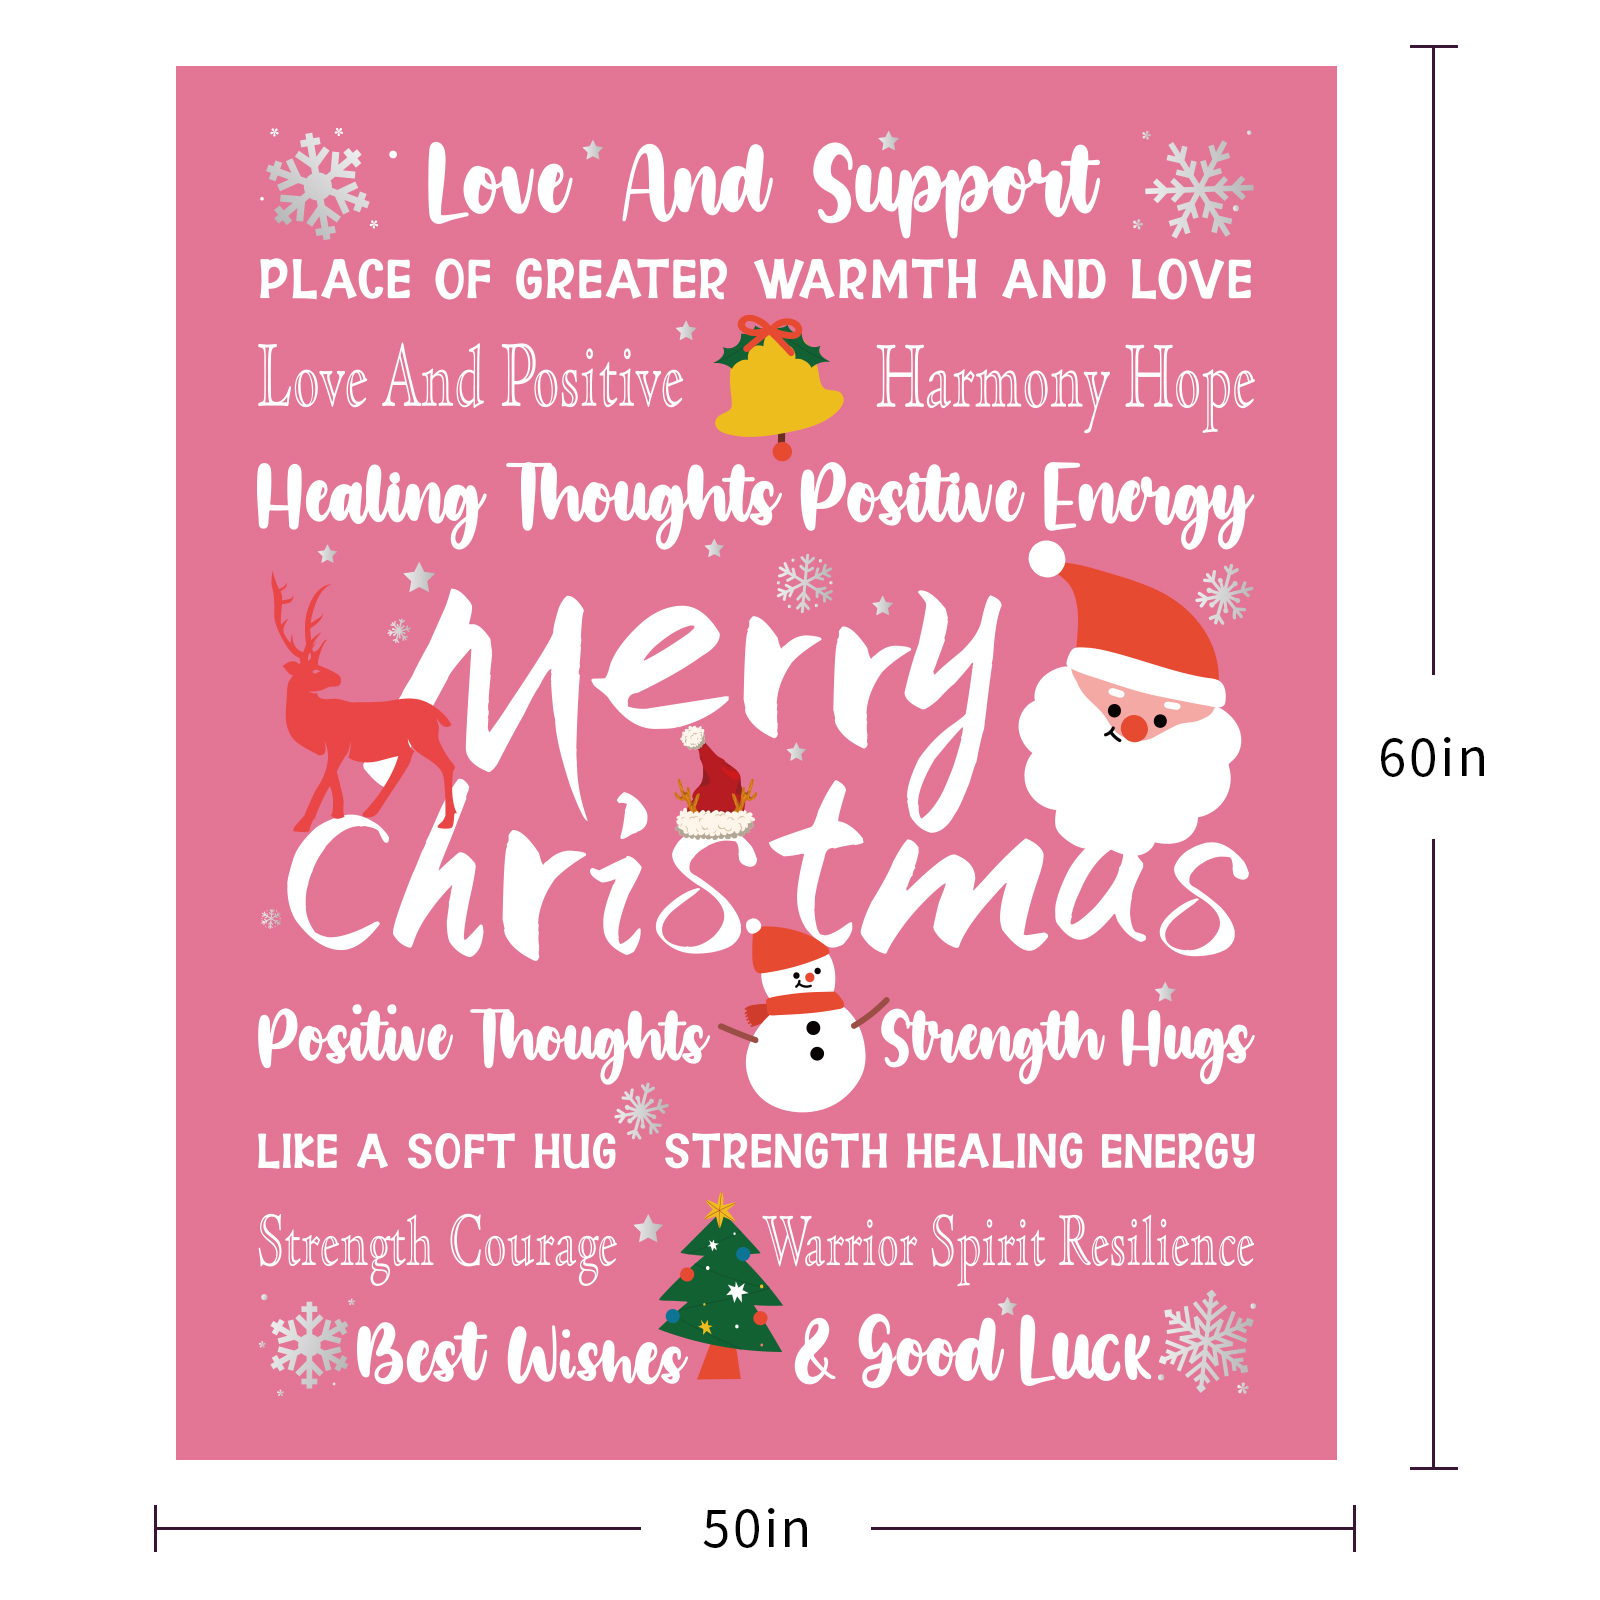 Love And Support
PLACE OF GREATER WARMTH AND LOVE
Love And Positive Harmony Hope
Healing Thoughts Positive Energy
Merry
Christmas
60in
Positive Thoughts Strength Hugs
LIKE A SOFT HUG STRENGTH HEALING ENERGY
Strength Courage Warrior Spirit Resilience
Best Wishes & Good Luck
50in